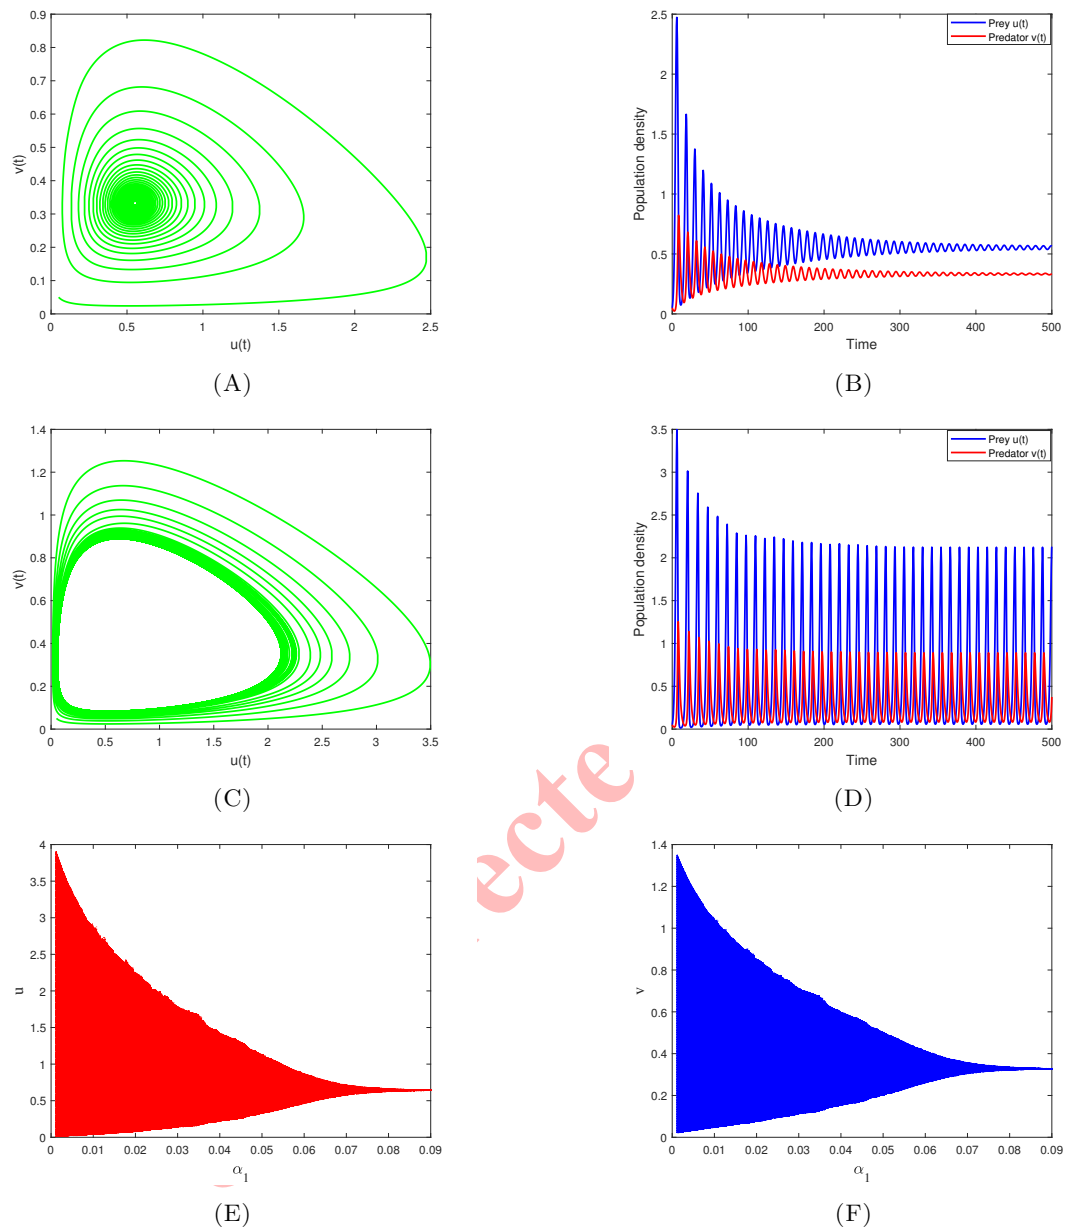 0.9
0.8
0.7
0.6
0.5
0.4
0.3
0.2
0.1
0
v(t)
0 0.5 1 1.5 2 2.5
u(t)
(A)
2.5
2
1.5
1
0.5
0
Population density
Prey u(t)
Predator v(t)
0 100 200 300 400 500
Time
(B)
1.4
1.2
1
0.8
0.6
0.4
0.2
0
v(t)
0 0.5 1 1.5 2 2.5 3 3.5
u(t)
(C)
3.5
3
2.5
2
1.5
1
0.5
0
Population density
Prey u(t)
Predator v(t)
0 100 200 300 400 500
Time
(D)
4
3.5
3
2.5
2
1.5
1
0.5
0
u
0 0.01 0.02 0.03 0.04 0.05 0.06 0.07 0.08 0.09
α₁
(E)
1.4
1.2
1
0.8
0.6
0.4
0.2
0
v
0 0.01 0.02 0.03 0.04 0.05 0.06 0.07 0.08 0.09
α₁
(F)
ecte